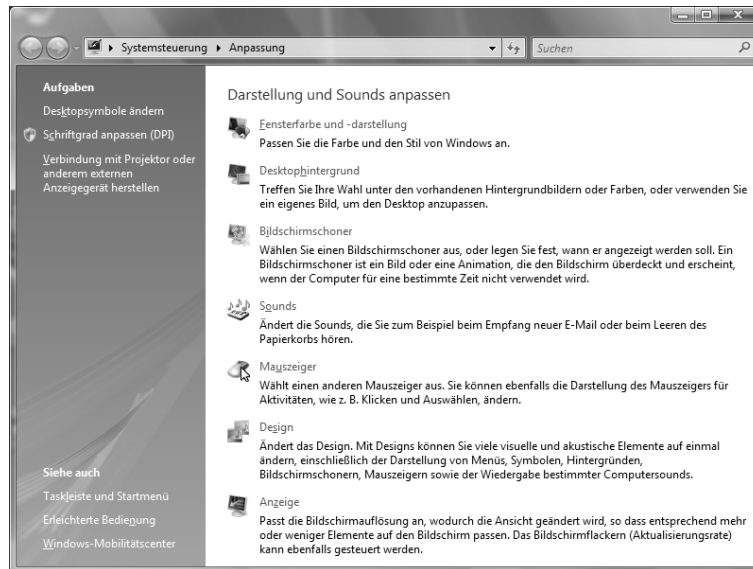 Systemsteuerung ▸ Anpassung
Suchen
Aufgaben
Desktopsymbole ändern
Schriftgrad anpassen (DPI)
Verbindung mit Projektor oder
anderem externen
Anzeigegerät herstellen
Siehe auch
Taskleiste und Startmenü
Erleichterte Bedienung
Windows-Mobilitätscenter
Darstellung und Sounds anpassen
Fensterfarbe und -darstellung
Passen Sie die Farbe und den Stil von Windows an.
Desktophintergrund
Treffen Sie Ihre Wahl unter den vorhandenen Hintergrundbildern oder Farben, oder verwenden Sie
ein eigenes Bild, um den Desktop anzupassen.
Bildschirmschoner
Wählen Sie einen Bildschirmschoner aus, oder legen Sie fest, wann er angezeigt werden soll. Ein
Bildschirmschoner ist ein Bild oder eine Animation, die den Bildschirm überdeckt und erscheint,
wenn der Computer für eine bestimmte Zeit nicht verwendet wird.
Sounds
Ändert die Sounds, die Sie zum Beispiel beim Empfang neuer E-Mail oder beim Leeren des
Papierkorbs hören.
Mauszeiger
Wählt einen anderen Mauszeiger aus. Sie können ebenfalls die Darstellung des Mauszeigers für
Aktivitäten, wie z. B. Klicken und Auswählen, ändern.
Design
Ändert das Design. Mit Designs können Sie viele visuelle und akustische Elemente auf einmal
ändern, einschließlich der Darstellung von Menüs, Symbolen, Hintergründen,
Bildschirmschonern, Mauszeigern sowie der Wiedergabe bestimmter Computersounds.
Anzeige
Passt die Bildschirmauflösung an, wodurch die Ansicht geändert wird, so dass entsprechend mehr
oder weniger Elemente auf den Bildschirm passen. Das Bildschirmflackern (Aktualisierungsrate)
kann ebenfalls gesteuert werden.